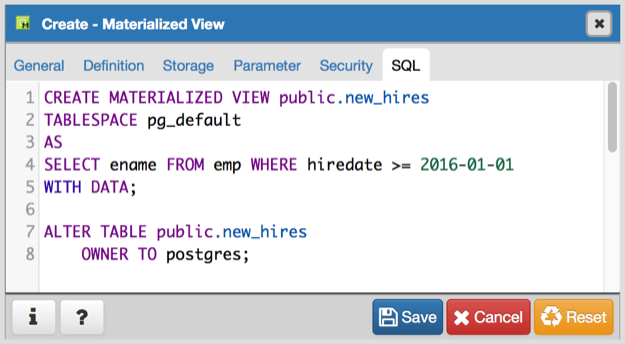 Create - Materialized View
General Definition Storage Parameter Security SQL
1 CREATE MATERIALIZED VIEW public.new_hires
2 TABLESPACE pg_default
3 AS
4 SELECT ename FROM emp WHERE hiredate >= 2016-01-01
5 WITH DATA;
6
7 ALTER TABLE public.new_hires
8     OWNER TO postgres;
i ? Save Cancel Reset